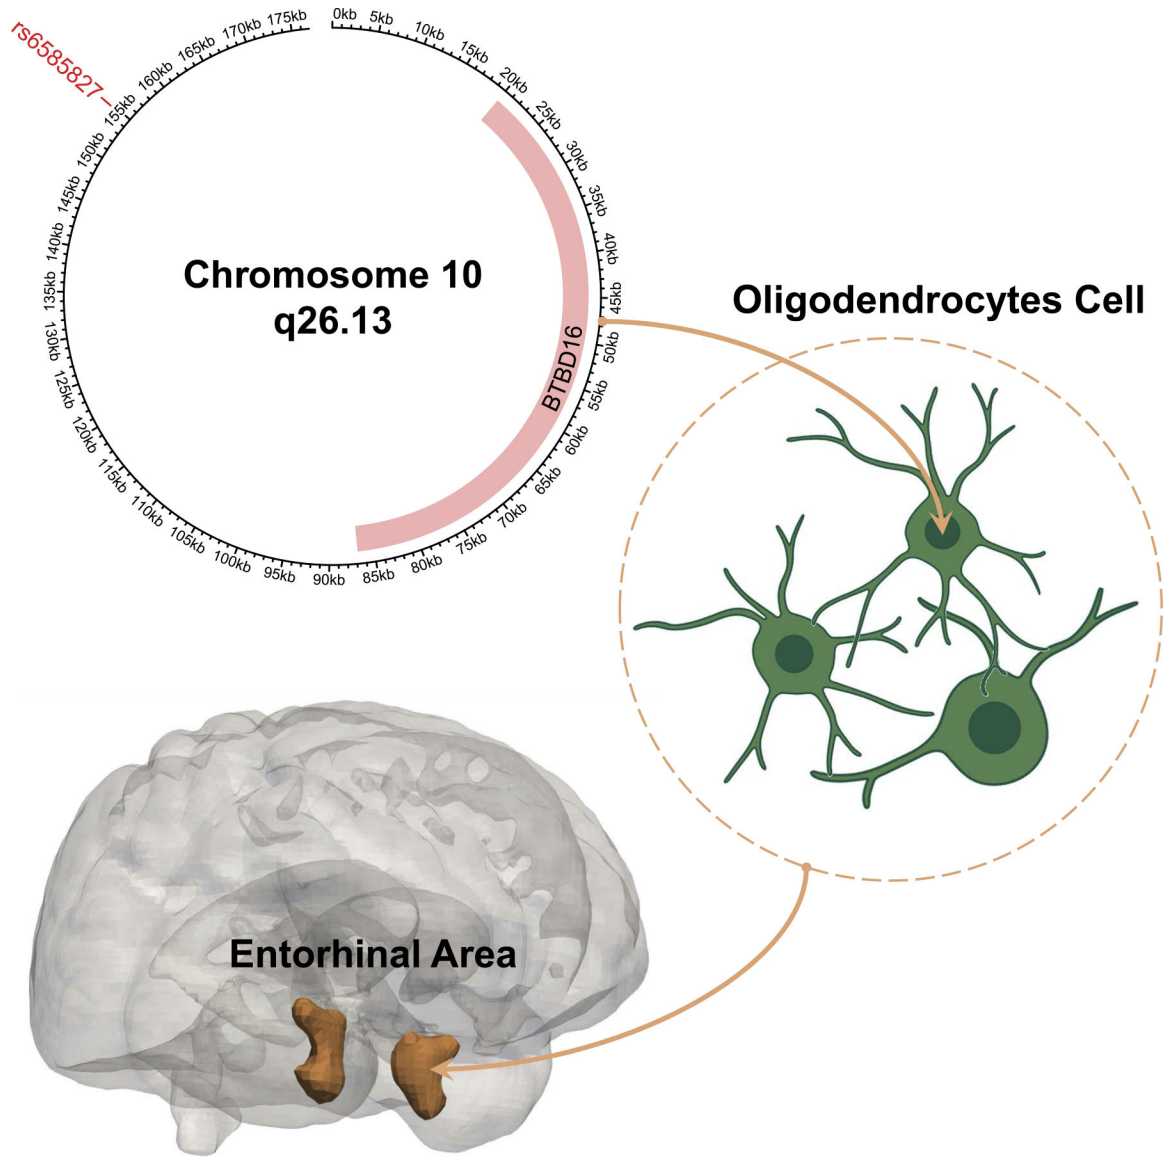 rs6585827
0kb
5kb
10kb
15kb
20kb
25kb
30kb
35kb
40kb
45kb
50kb
55kb
60kb
65kb
70kb
75kb
80kb
85kb
90kb
95kb
100kb
105kb
110kb
115kb
120kb
125kb
130kb
135kb
140kb
145kb
150kb
155kb
160kb
165kb
170kb
175kb
Chromosome 10
q26.13
BTBD16
Oligodendrocytes Cell
Entorhinal Area